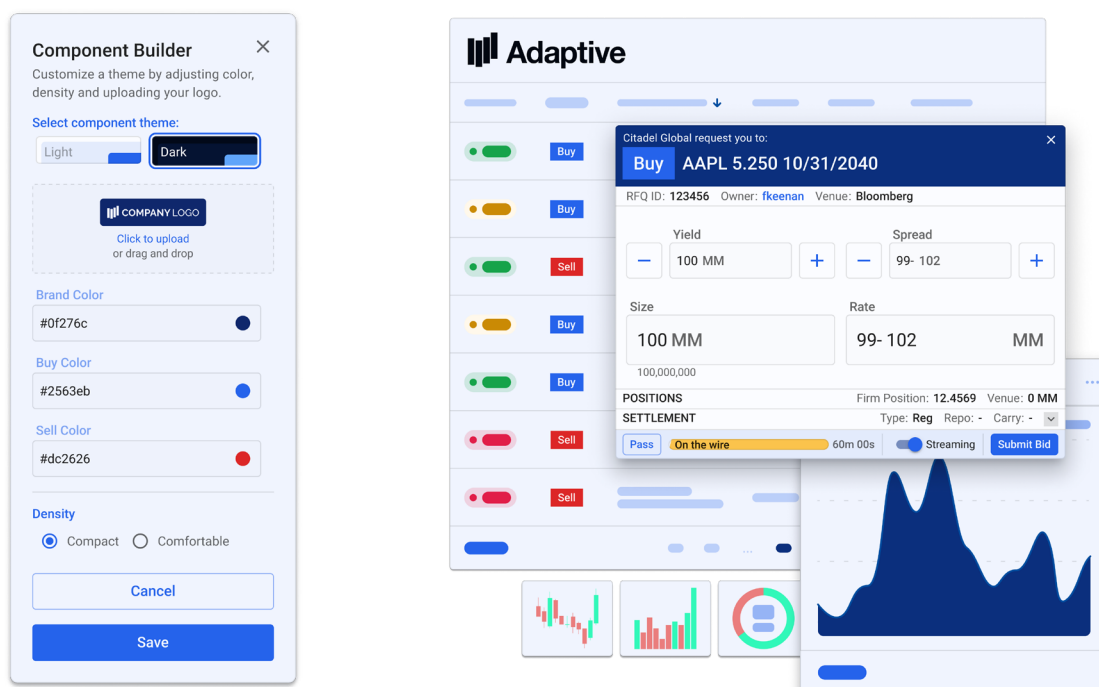 Component Builder
Customize a theme by adjusting color,
density and uploading your logo.
Select component theme:
Light
Dark
COMPANY LOGO
Click to upload
or drag and drop
Brand Color
#0f276c
Buy Color
#2563eb
Sell Color
#dc2626
Density
Compact
Comfortable
Cancel
Save
Adaptive
Buy
Buy
Sell
Buy
Buy
Sell
Sell
...
Citadel Global request you to:
Buy AAPL 5.250 10/31/2040
RFQ ID: 123456 Owner: fkeenan Venue: Bloomberg
Yield
Spread
− 100 MM +
− 99- 102 +
Size
Rate
100 MM
99- 102 MM
100,000,000
POSITIONS Firm Position: 12.4569 Venue: 0 MM
SETTLEMENT Type: Reg Repo: - Carry: -
Pass On the wire 60m 00s Streaming Submit Bid